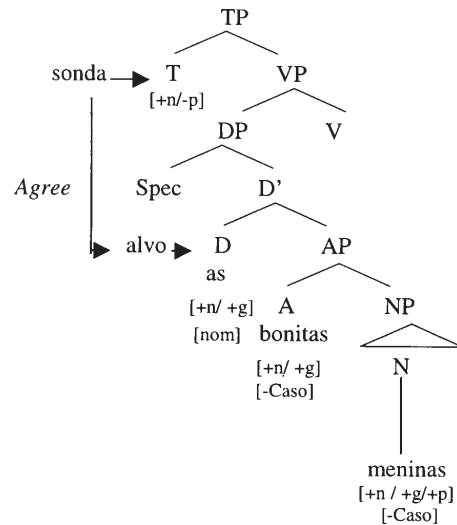 TP
sonda T VP
[+n/-p]
DP V
Agree Spec D'
alvo D AP
as
[+n/ +g] A NP
[nom] bonitas
[+n/ +g] N
[-Caso]
meninas
[+n / +g/+p]
[-Caso]